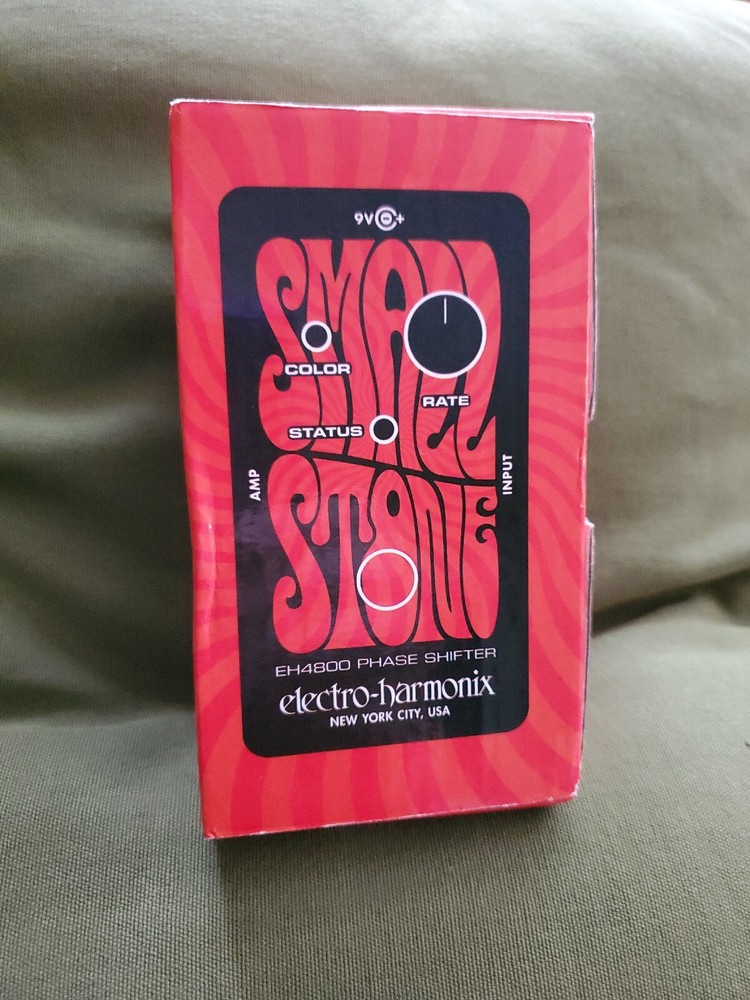 9V +
SMALL
COLOR
RATE
STATUS
AMP
INPUT
STONE
EH4800 PHASE SHIFTER
electro-harmonix
NEW YORK CITY, USA